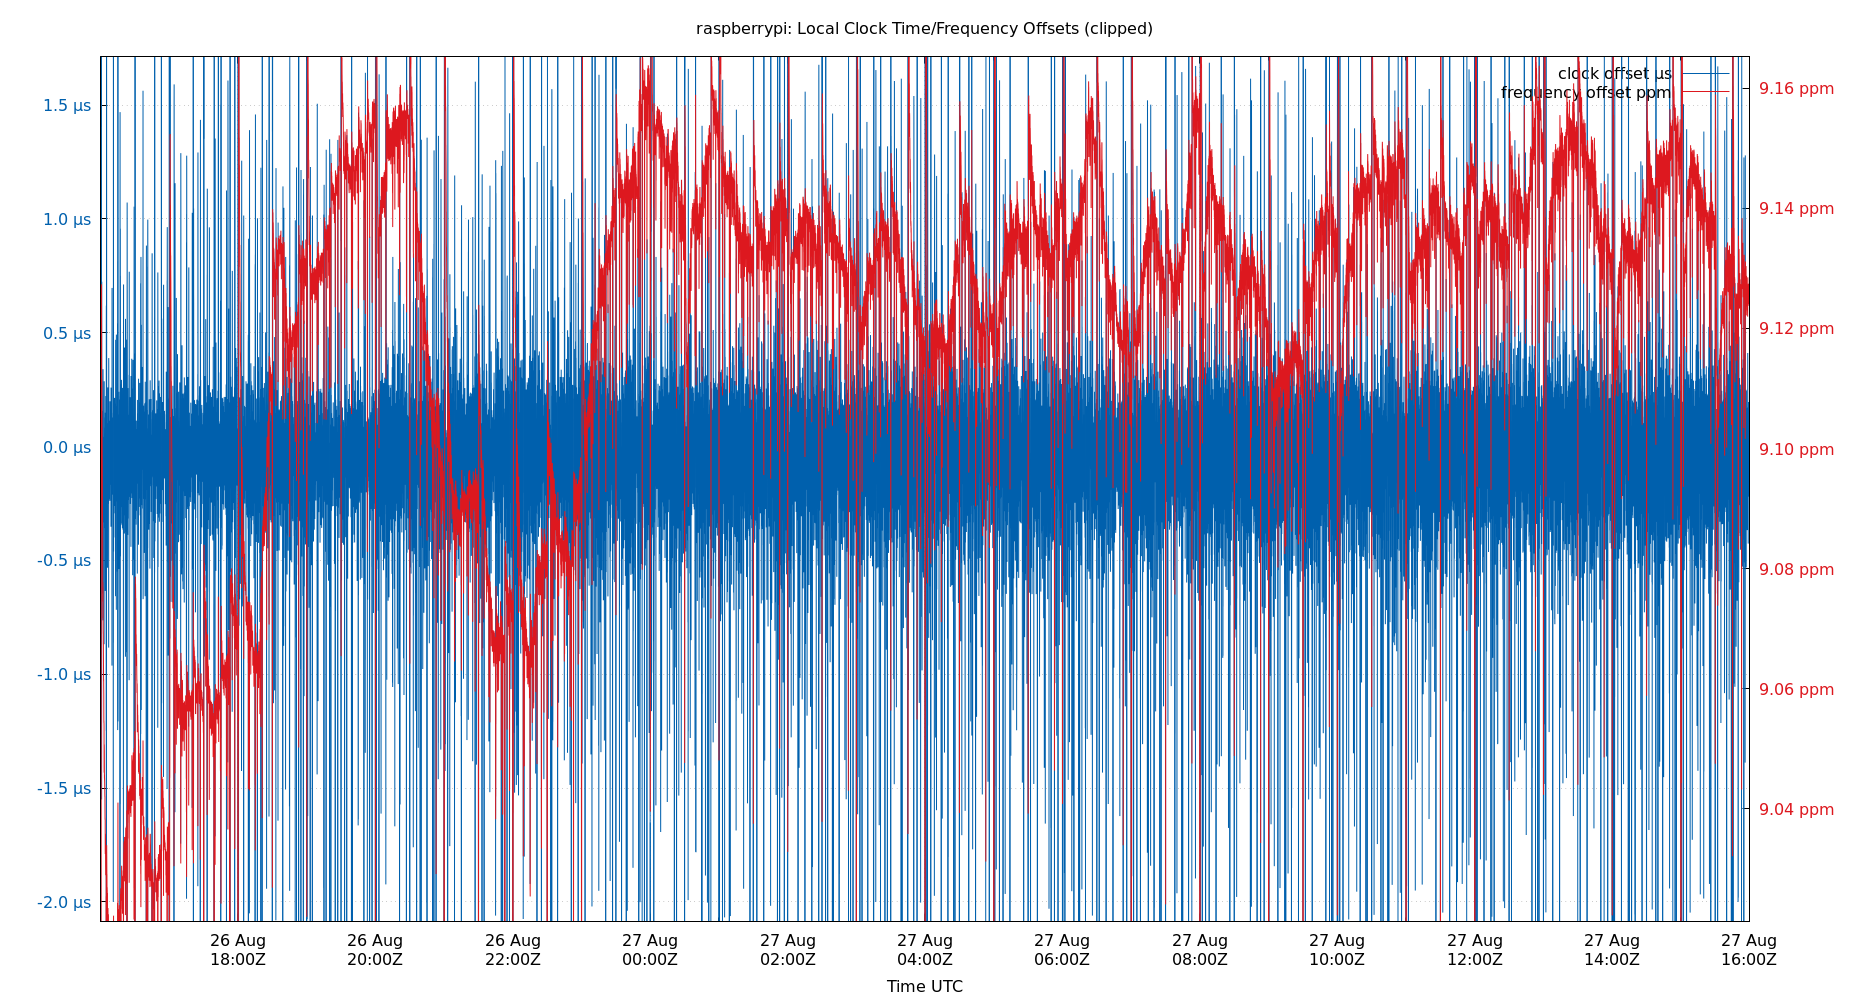 raspberrypi: Local Clock Time/Frequency Offsets (clipped)
clock offset µs
frequency offset ppm
1.5 µs
1.0 µs
0.5 µs
0.0 µs
-0.5 µs
-1.0 µs
-1.5 µs
-2.0 µs
9.16 ppm
9.14 ppm
9.12 ppm
9.10 ppm
9.08 ppm
9.06 ppm
9.04 ppm
26 Aug 26 Aug 26 Aug 27 Aug 27 Aug 27 Aug 27 Aug 27 Aug 27 Aug 27 Aug 27 Aug 27 Aug
18:00Z 20:00Z 22:00Z 00:00Z 02:00Z 04:00Z 06:00Z 08:00Z 10:00Z 12:00Z 14:00Z 16:00Z
Time UTC